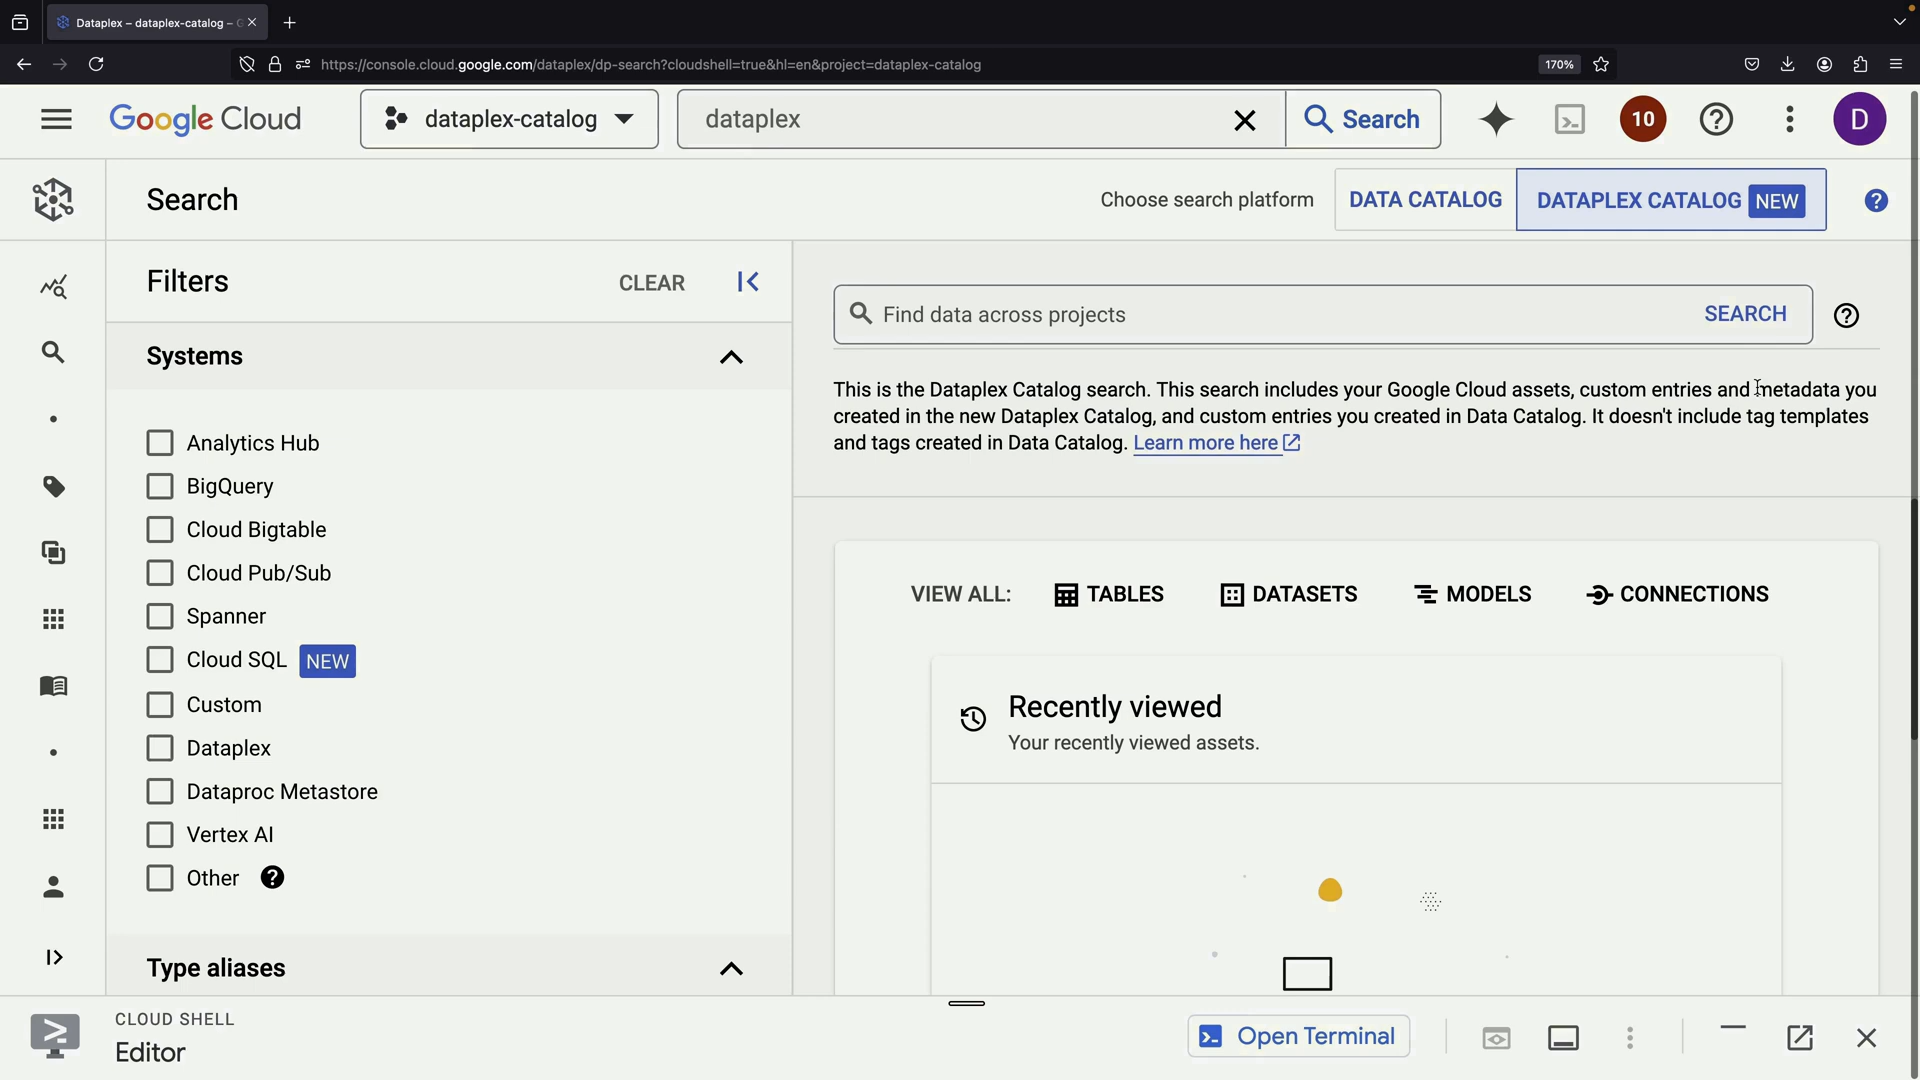 Dataplex – dataplex-catalog –
https://console.cloud.google.com/dataplex/dp-search?cloudshell=true&hl=en&project=dataplex-catalog
170%
Google Cloud
dataplex-catalog
dataplex
Search
10
D
Search
Choose search platform
DATA CATALOG
DATAPLEX CATALOG NEW
Filters
CLEAR
Find data across projects
SEARCH
Systems
This is the Dataplex Catalog search. This search includes your Google Cloud assets, custom entries and metadata you
created in the new Dataplex Catalog, and custom entries you created in Data Catalog. It doesn't include tag templates
and tags created in Data Catalog. Learn more here
Analytics Hub
BigQuery
Cloud Bigtable
Cloud Pub/Sub
Spanner
Cloud SQL NEW
Custom
Dataplex
Dataproc Metastore
Vertex AI
Other
VIEW ALL:
TABLES
DATASETS
MODELS
CONNECTIONS
Recently viewed
Your recently viewed assets.
Type aliases
CLOUD SHELL
Editor
Open Terminal